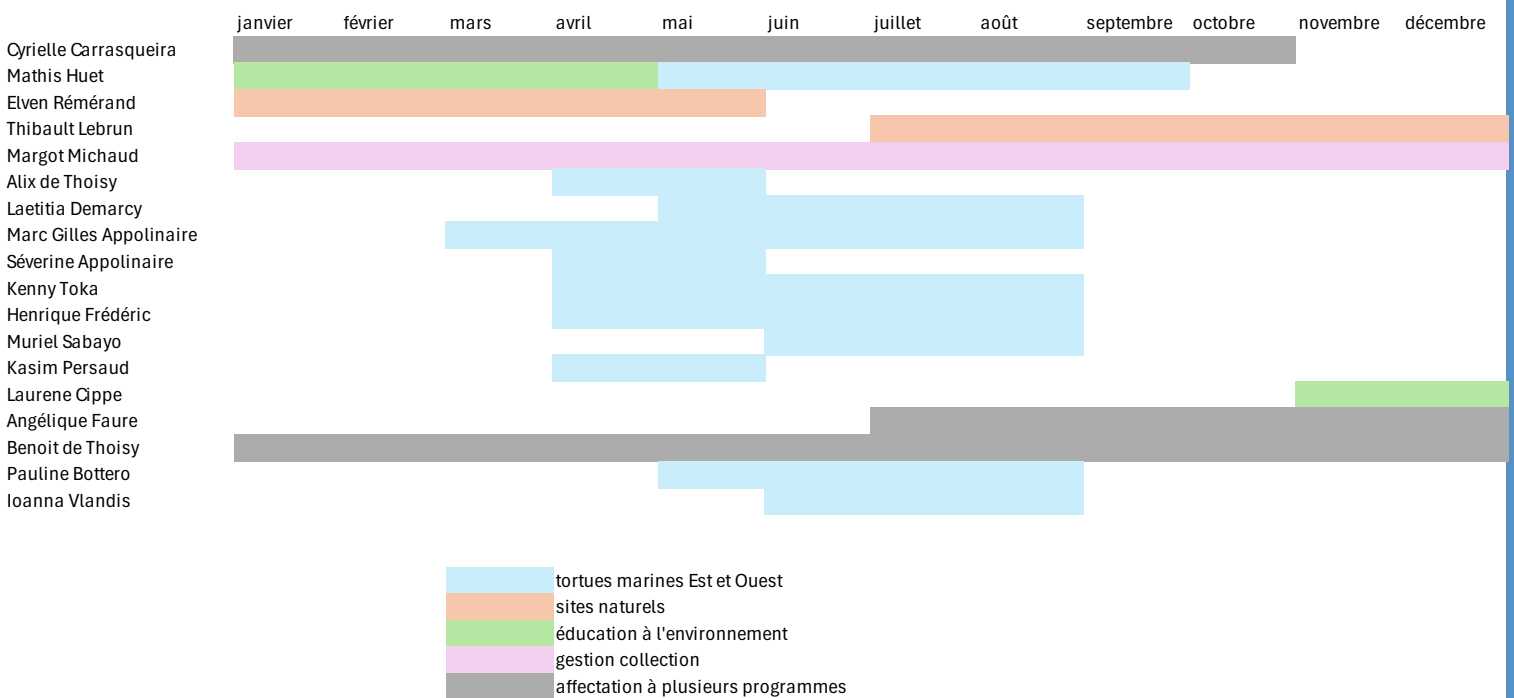 janvier février mars avril mai juin juillet août septembre octobre novembre décembre
Cyrielle Carrasqueira
Mathis Huet
Elven Rémérand
Thibault Lebrun
Margot Michaud
Alix de Thoisy
Laetitia Demarcy
Marc Gilles Appolinaire
Séverine Appolinaire
Kenny Toka
Henrique Frédéric
Muriel Sabayo
Kasim Persaud
Laurene Cippe
Angélique Faure
Benoit de Thoisy
Pauline Bottero
Ioanna Vlandis
tortues marines Est et Ouest
sites naturels
éducation à l'environnement
gestion collection
affectation à plusieurs programmes